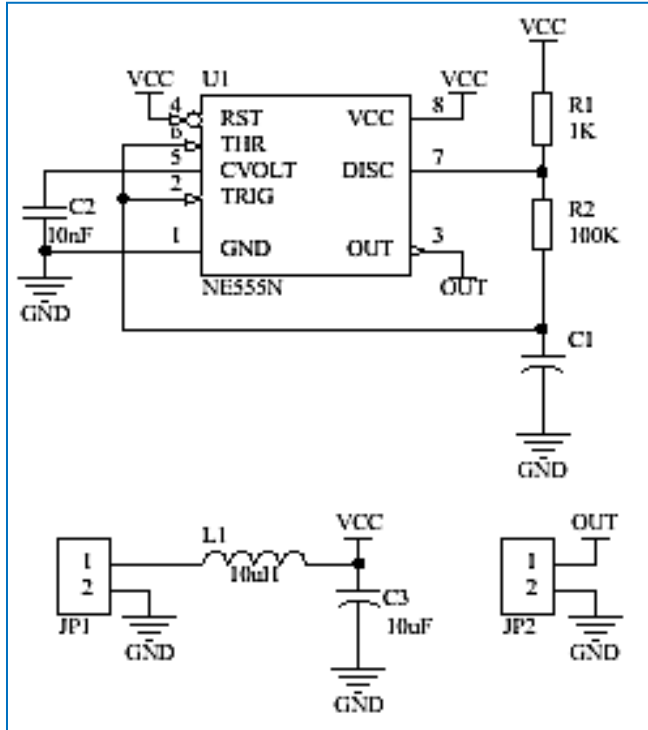 VCC
U1
VCC
VCC
4
RST
VCC
8
R1
1K
6
THR
5
CVOLT
DISC
7
2
TRIG
C2
10nF
R2
100K
1
GND
OUT
3
NE555N
OUT
GND
C1
GND
L1
VCC
OUT
1
10uH
1
2
C3
2
JP1
10uF
JP2
GND
GND
GND